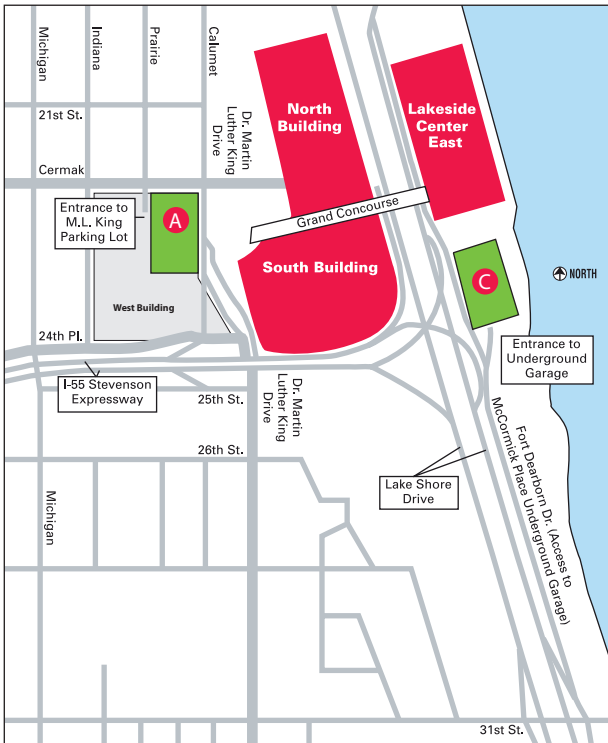 Michigan
Indiana
Prairie
Calumet
21st St.
Dr. Martin
Luther King
Drive
North
Building
Lakeside
Center
East
Cermak
Entrance to
M.L. King
Parking Lot
A
Grand Concourse
South Building
C
NORTH
West Building
24th Pl.
Entrance to
Underground
Garage
I-55 Stevenson
Expressway
25th St.
Dr. Martin
Luther King
Drive
26th St.
Lake Shore
Drive
Fort Dearborn Dr. (Access to
McCormick Place Underground Garage)
Michigan
31st St.